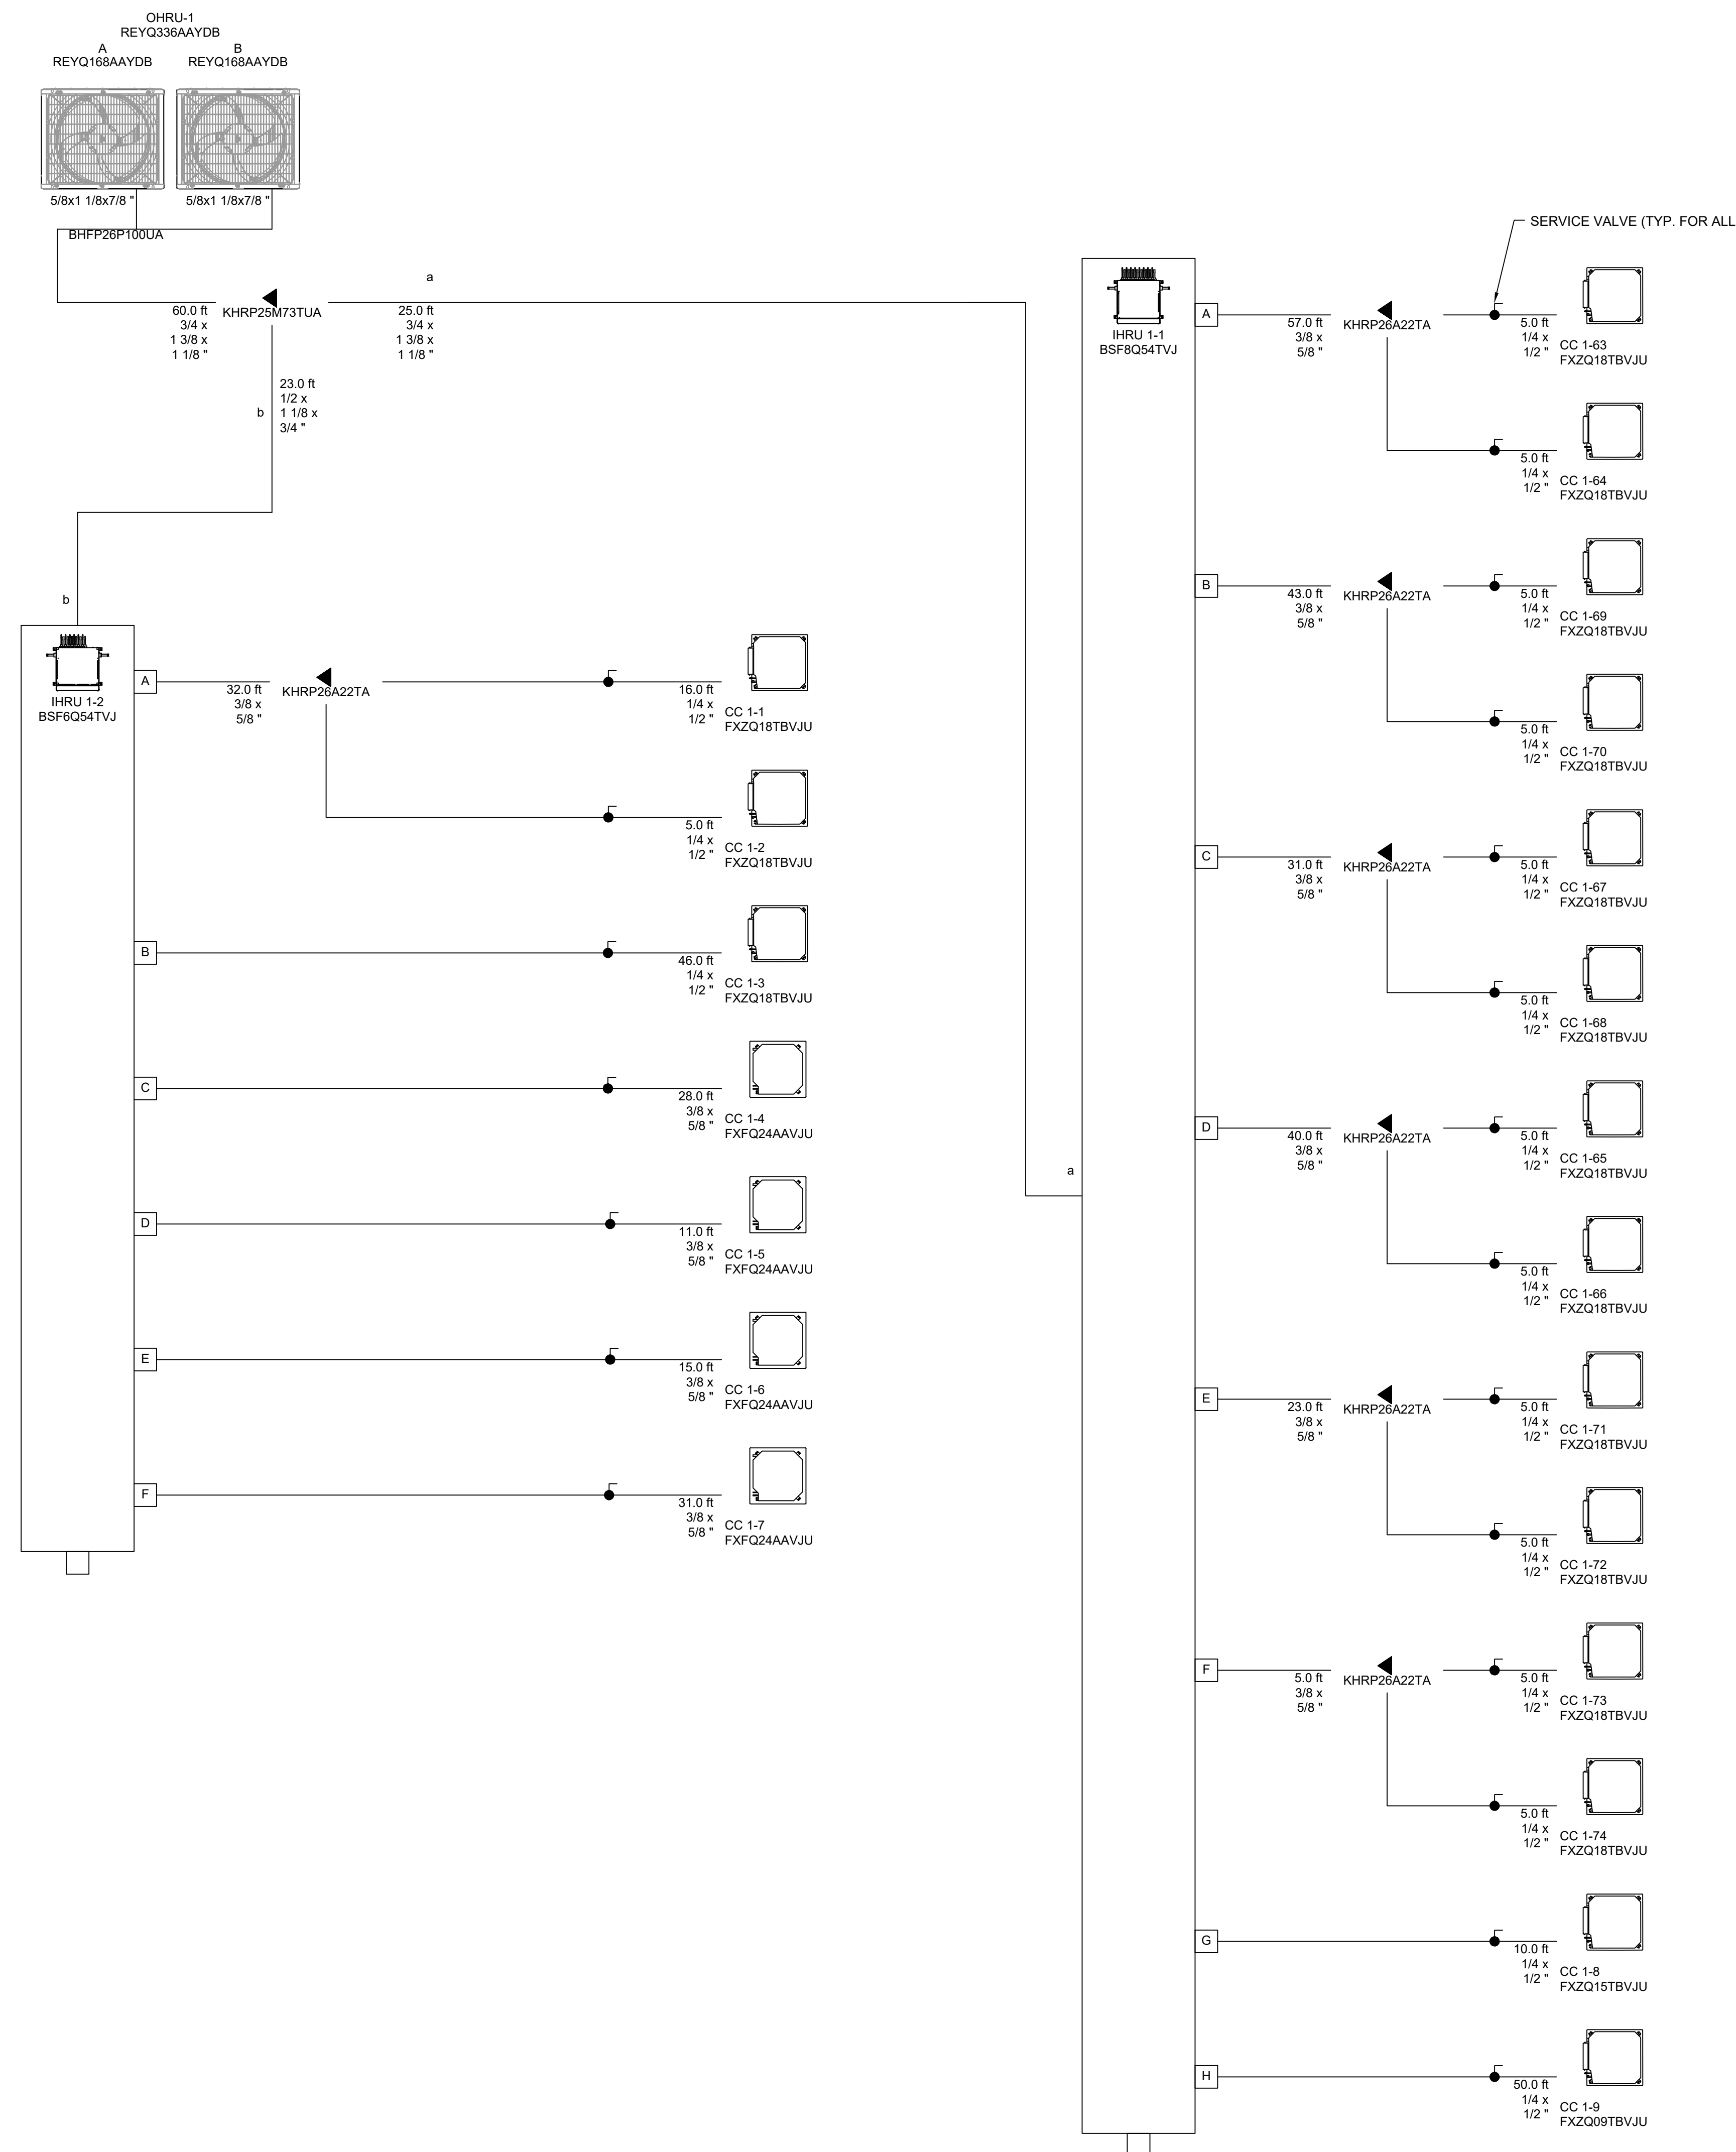 OHRU-1
REYQ336AAYDB
A
REYQ168AAYDB
B
REYQ168AAYDB
5/8x1 1/8x7/8 "
5/8x1 1/8x7/8 "
BHFP26P100UA
60.0 ft
3/4 x
1 3/8 x
1 1/8 "
KHRP25M73TUA
a
25.0 ft
3/4 x
1 3/8 x
1 1/8 "
23.0 ft
1/2 x
b
1 1/8 x
3/4 "
b
IHRU 1-2
BSF6Q54TVJ
A
32.0 ft
3/8 x
5/8 "
KHRP26A22TA
16.0 ft
1/4 x
1/2 "
CC 1-1
FXZQ18TBVJU
5.0 ft
1/4 x
1/2 "
CC 1-2
FXZQ18TBVJU
B
46.0 ft
1/4 x
1/2 "
CC 1-3
FXZQ18TBVJU
C
28.0 ft
3/8 x
5/8 "
CC 1-4
FXFQ24AAVJU
D
11.0 ft
3/8 x
5/8 "
CC 1-5
FXFQ24AAVJU
E
15.0 ft
3/8 x
5/8 "
CC 1-6
FXFQ24AAVJU
F
31.0 ft
3/8 x
5/8 "
CC 1-7
FXFQ24AAVJU
SERVICE VALVE (TYP. FOR ALL
a
IHRU 1-1
BSF8Q54TVJ
A
57.0 ft
3/8 x
5/8 "
KHRP26A22TA
5.0 ft
1/4 x
1/2 "
CC 1-63
FXZQ18TBVJU
5.0 ft
1/4 x
1/2 "
CC 1-64
FXZQ18TBVJU
B
43.0 ft
3/8 x
5/8 "
KHRP26A22TA
5.0 ft
1/4 x
1/2 "
CC 1-69
FXZQ18TBVJU
5.0 ft
1/4 x
1/2 "
CC 1-70
FXZQ18TBVJU
C
31.0 ft
3/8 x
5/8 "
KHRP26A22TA
5.0 ft
1/4 x
1/2 "
CC 1-67
FXZQ18TBVJU
5.0 ft
1/4 x
1/2 "
CC 1-68
FXZQ18TBVJU
D
40.0 ft
3/8 x
5/8 "
KHRP26A22TA
5.0 ft
1/4 x
1/2 "
CC 1-65
FXZQ18TBVJU
5.0 ft
1/4 x
1/2 "
CC 1-66
FXZQ18TBVJU
E
23.0 ft
3/8 x
5/8 "
KHRP26A22TA
5.0 ft
1/4 x
1/2 "
CC 1-71
FXZQ18TBVJU
5.0 ft
1/4 x
1/2 "
CC 1-72
FXZQ18TBVJU
F
5.0 ft
3/8 x
5/8 "
KHRP26A22TA
5.0 ft
1/4 x
1/2 "
CC 1-73
FXZQ18TBVJU
5.0 ft
1/4 x
1/2 "
CC 1-74
FXZQ18TBVJU
G
10.0 ft
1/4 x
1/2 "
CC 1-8
FXZQ15TBVJU
H
50.0 ft
1/4 x
1/2 "
CC 1-9
FXZQ09TBVJU